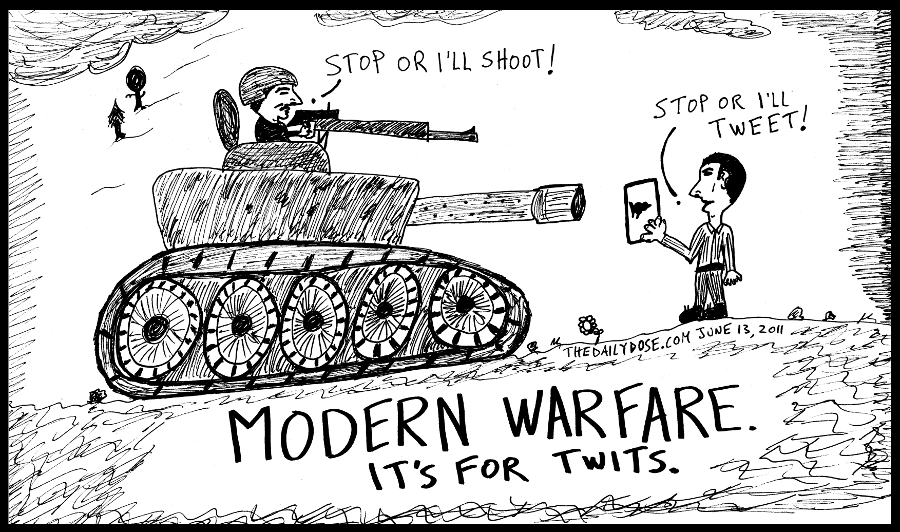 STOP OR I'LL SHOOT!
STOP OR I'LL
TWEET!
THEDAILYDOSE.COM JUNE 13, 2011
MODERN WARFARE.
IT'S FOR TWITS.